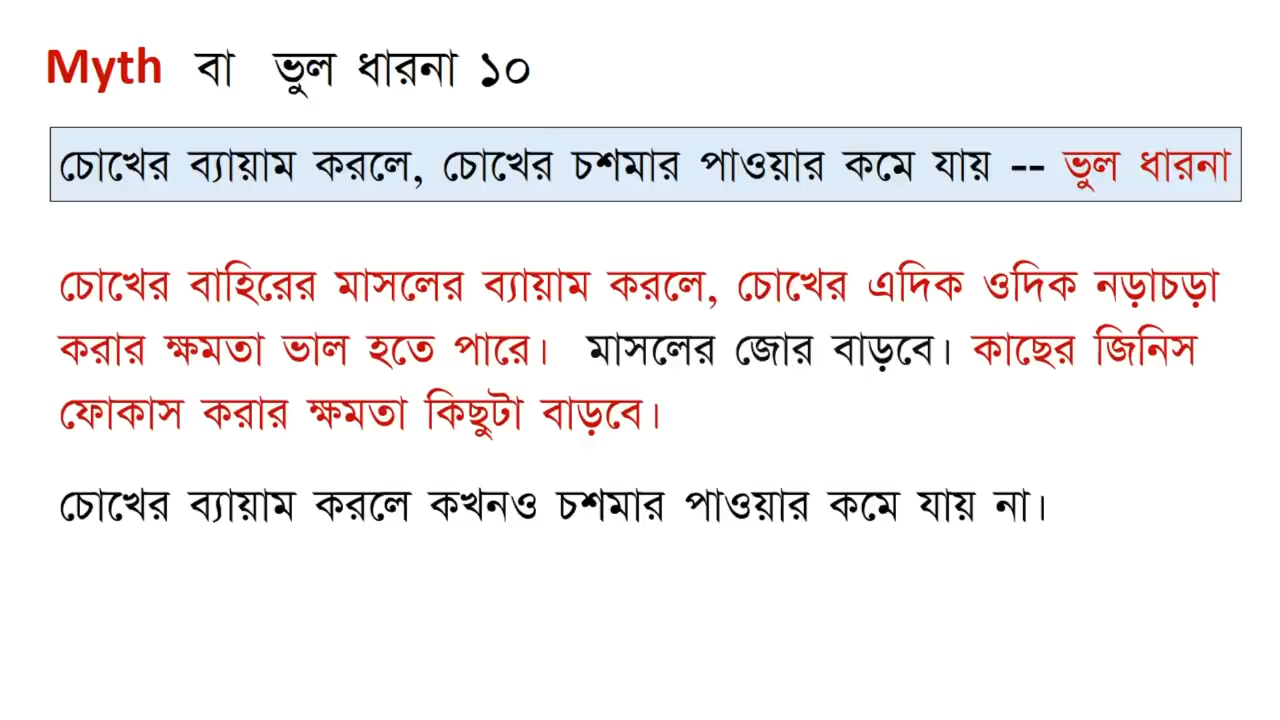 Myth বা ভুল ধারনা ১০
চোখের ব্যায়াম করলে, চোখের চশমার পাওয়ার কমে যায় -- ভুল ধারনা
চোখের বাহিরের মাসলের ব্যায়াম করলে, চোখের এদিক ওদিক নড়াচড়া
করার ক্ষমতা ভাল হতে পারে। মাসলের জোর বাড়বে। কাছের জিনিস
ফোকাস করার ক্ষমতা কিছুটা বাড়বে।
চোখের ব্যায়াম করলে কখনও চশমার পাওয়ার কমে যায় না।